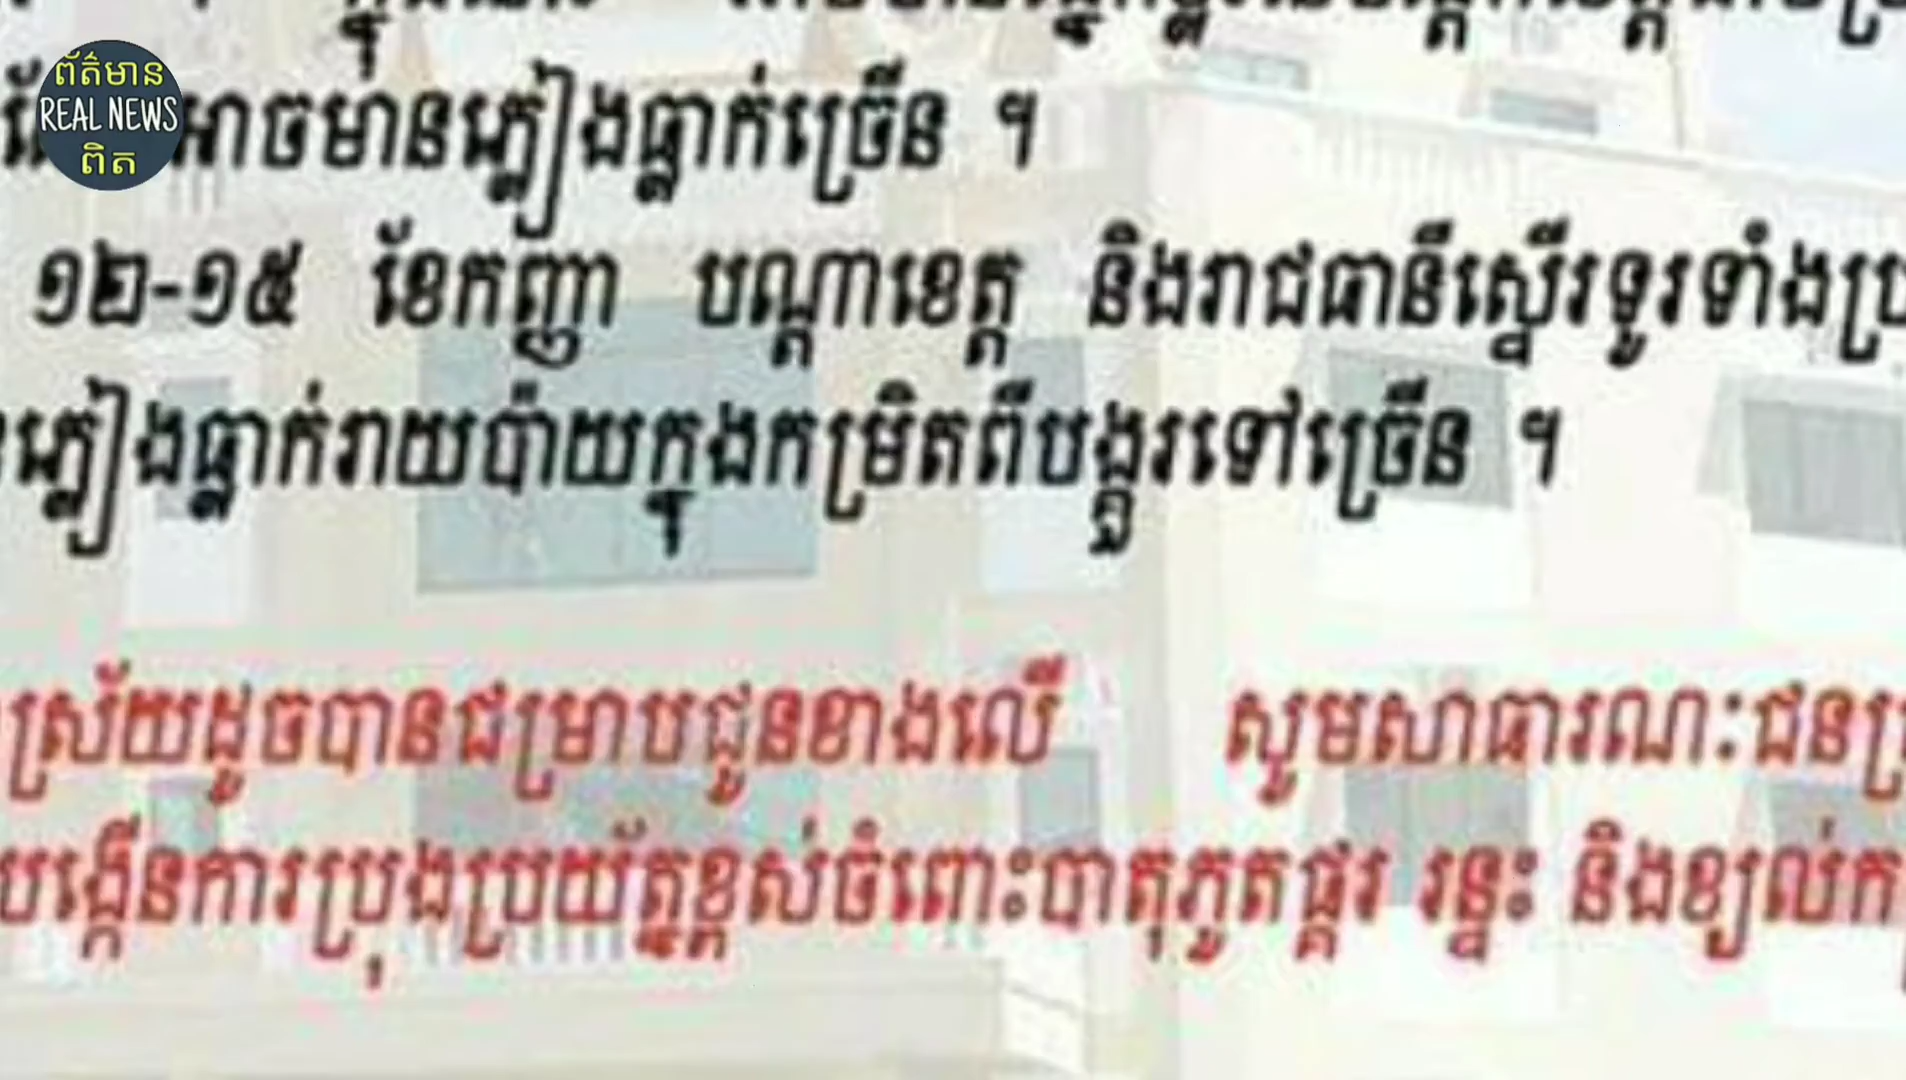 ព័ត៌មាន
REAL NEWS
ពិត
អាចមានភ្លៀងធ្លាក់ច្រើន ។
១២-១៥ ខែកញ្ញា បណ្តាខេត្ត និងរាជធានីស្ទើរទូរទាំងប្រ
ភ្លៀងធ្លាក់រាយប៉ាយក្នុងកម្រិតពីបង្គួរទៅច្រើន ។
ស្រ័យដូចបានជម្រាបជូនខាងលើ សូមសាធារណៈជនប្រ
បង្កើនការប្រុងប្រយ័ត្នខ្ពស់ចំពោះបាតុភូតផ្គរ រន្ទះ និងខ្យល់ក